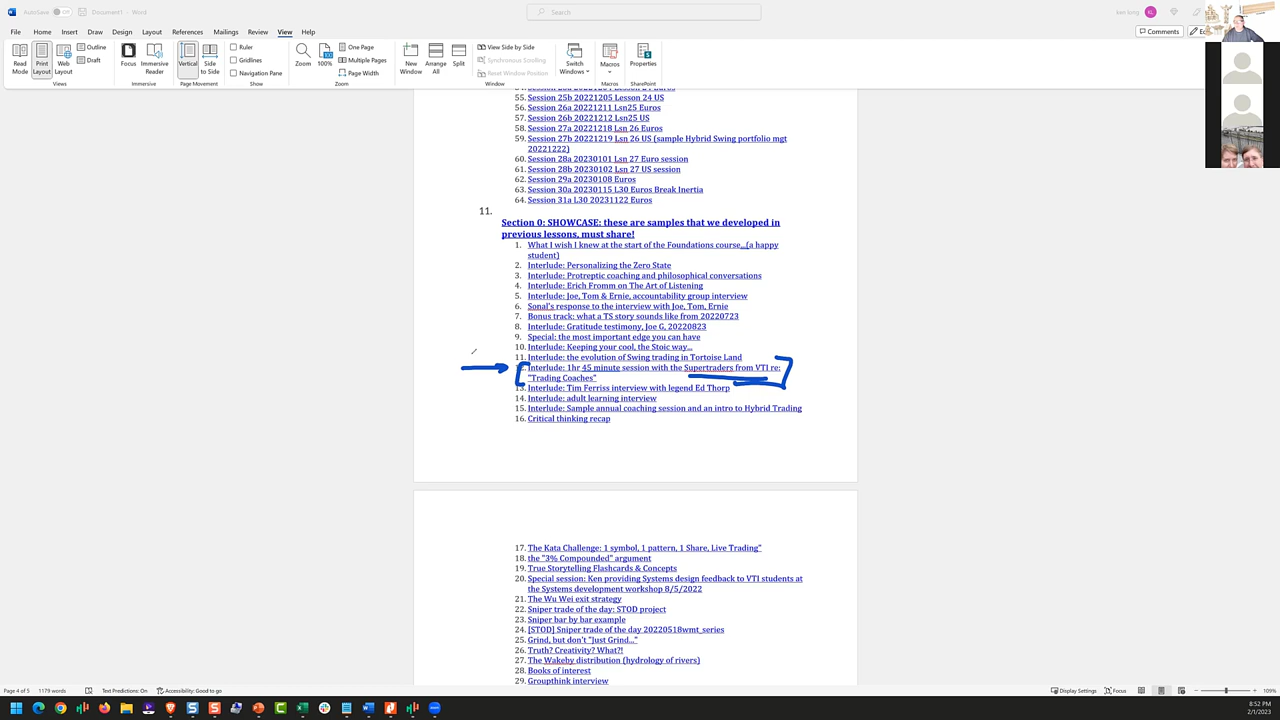 AutoSave
Off
Document1 - Word
Search
ken long
KL
File
Home
Insert
Draw
Design
Layout
References
Mailings
Review
View
Help
Comments
Read Mode
Print Layout
Web Layout
Outline
Draft
Views
Focus
Immersive Reader
Immersive
Vertical
Side to Side
Page Movement
Ruler
Gridlines
Navigation Pane
Show
Zoom
100%
One Page
Multiple Pages
Page Width
Zoom
New Window
Arrange All
Split
View Side by Side
Synchronous Scrolling
Reset Window Position
Window
Switch Windows
Macros
Macros
Properties
SharePoint
55. Session 25b 20221205 Lesson 24 US
56. Session 26a 20221211 Lsn25 Euros
57. Session 26b 20221212 Lsn25 US
58. Session 27a 20221218 Lsn 26 Euros
59. Session 27b 20221219 Lsn 26 US (sample Hybrid Swing portfolio mgt
20221222)
60. Session 28a 20230101 Lsn 27 Euro session
61. Session 28b 20230102 Lsn 27 US session
62. Session 29a 20230108 Euros
63. Session 30a 20230115 L30 Euros Break Inertia
64. Session 31a L30 20231122 Euros
11.
Section 0: SHOWCASE: these are samples that we developed in
previous lessons, must share!
1. What I wish I knew at the start of the Foundations course...(a happy
student)
2. Interlude: Personalizing the Zero State
3. Interlude: Protreptic coaching and philosophical conversations
4. Interlude: Erich Fromm on The Art of Listening
5. Interlude: Joe, Tom & Ernie, accountability group interview
6. Sonal's response to the interview with Joe, Tom, Ernie
7. Bonus track: what a TS story sounds like from 20220723
8. Interlude: Gratitude testimony, Joe G, 20220823
9. Special: the most important edge you can have
10. Interlude: Keeping your cool, the Stoic way...
11. Interlude: the evolution of Swing trading in Tortoise Land
12. Interlude: 1hr 45 minute session with the Supertraders from VTI re:
"Trading Coaches"
13. Interlude: Tim Ferriss interview with legend Ed Thorp
14. Interlude: adult learning interview
15. Interlude: Sample annual coaching session and an intro to Hybrid Trading
16. Critical thinking recap
17. The Kata Challenge: 1 symbol, 1 pattern, 1 Share, Live Trading"
18. the "3% Compounded" argument
19. True Storytelling Flashcards & Concepts
20. Special session: Ken providing Systems design feedback to VTI students at
the Systems development workshop 8/5/2022
21. The Wu Wei exit strategy
22. Sniper trade of the day: STOD project
23. Sniper bar by bar example
24. [STOD] Sniper trade of the day 20220518wmt_series
25. Grind, but don't "Just Grind..."
26. Truth? Creativity? What?!
27. The Wakeby distribution (hydrology of rivers)
28. Books of interest
29. Groupthink interview
Page 4 of 5
1179 words
Text Predictions: On
Accessibility: Good to go
Display Settings
Focus
109%
8:52 PM
2/1/2023